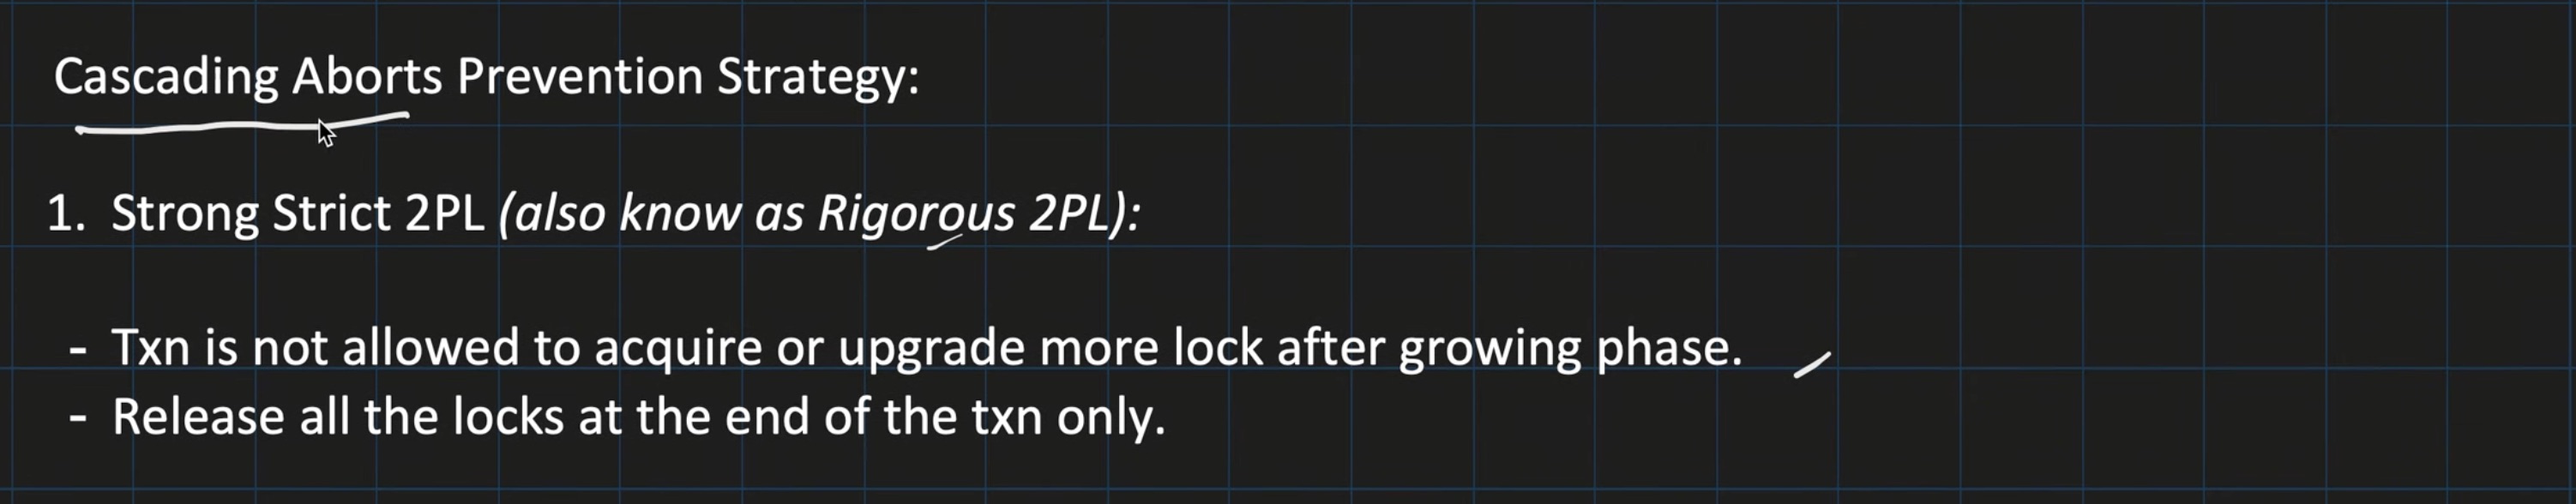 Cascading Aborts Prevention Strategy:
1. Strong Strict 2PL (also know as Rigorous 2PL):
- Txn is not allowed to acquire or upgrade more lock after growing phase.
- Release all the locks at the end of the txn only.